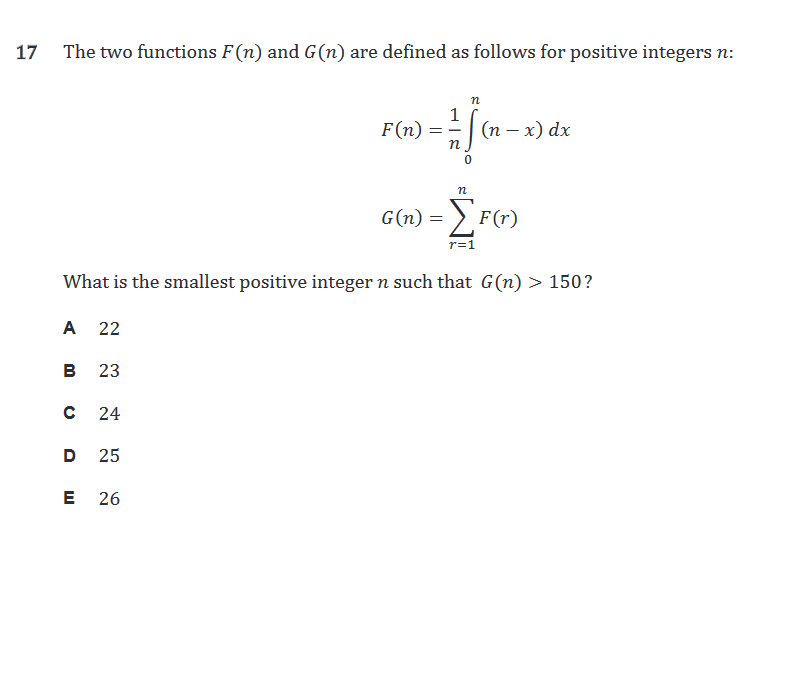 17 The two functions F(n) and G(n) are defined as follows for positive integers n:
F(n) = \frac{1}{n} \int_{0}^{n} (n − x) dx
G(n) = \sum_{r=1}^{n} F(r)
What is the smallest positive integer n such that G(n) > 150?
A 22
B 23
C 24
D 25
E 26